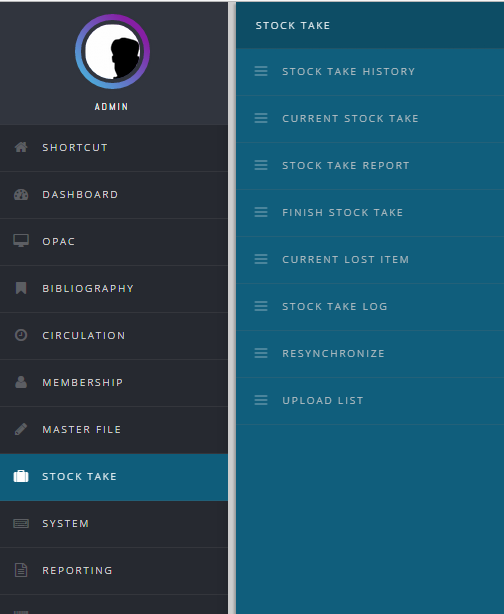 ADMIN
SHORTCUT
DASHBOARD
OPAC
BIBLIOGRAPHY
CIRCULATION
MEMBERSHIP
MASTER FILE
STOCK TAKE
SYSTEM
REPORTING
STOCK TAKE
STOCK TAKE HISTORY
CURRENT STOCK TAKE
STOCK TAKE REPORT
FINISH STOCK TAKE
CURRENT LOST ITEM
STOCK TAKE LOG
RESYNCHRONIZE
UPLOAD LIST